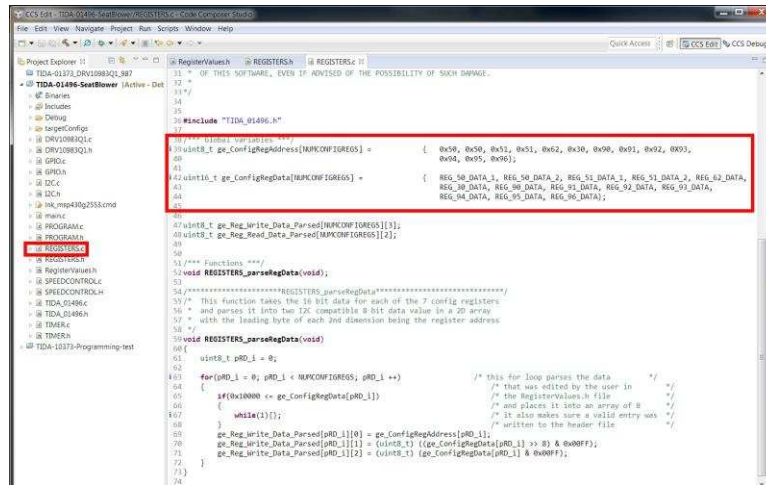 CCS Edit - TIDA-01496-SeatBlower/REGISTERS.c - Code Composer Studio
File Edit View Navigate Project Run Scripts Window Help
Quick Access
CCS Edit
CCS Debug
Project Explorer
TIDA-01373_DRV10983Q1_987
TIDA-01496-SeatBlower [Active - Det
Binaries
Includes
Debug
targetConfigs
DRV10983Q1.c
DRV10983Q1.h
GPIO.c
GPIO.h
I2C.c
I2C.h
lnk_msp430g2553.cmd
main.c
PROGRAM.c
PROGRAM.h
REGISTERS.c
REGISTERS.h
RegisterValues.h
SPEEDCONTROL.c
SPEEDCONTROL.H
TIDA_01496.c
TIDA_01496.h
TIMER.c
TIMER.h
TIDA-10373-Programming-test
RegisterValues.h
REGISTERS.h
REGISTERS.c
31 * OF THIS SOFTWARE, EVEN IF ADVISED OF THE POSSIBILITY OF SUCH DAMAGE.
32 *
33 */
34
35
36 #include "TIDA_01496.h"
37
38 /*** Global variables ***/
39 uint8_t ge_ConfigRegAddress[NUMCONFIGREGS] = { 0x50, 0x50, 0x51, 0x51, 0x62, 0x30, 0x90, 0x91, 0x92, 0X93,
40 0x94, 0x95, 0x96};
41
42 uint16_t ge_ConfigRegData[NUMCONFIGREGS] = { REG_50_DATA_1, REG_50_DATA_2, REG_51_DATA_1, REG_51_DATA_2, REG_62_DATA,
43 REG_30_DATA, REG_90_DATA, REG_91_DATA, REG_92_DATA, REG_93_DATA,
44 REG_94_DATA, REG_95_DATA, REG_96_DATA};
45
46
47 uint8_t ge_Reg_Write_Data_Parsed[NUMCONFIGREGS][3];
48 uint8_t ge_Reg_Read_Data_Parsed[NUMCONFIGREGS][2];
49
50
51 /*** Functions ***/
52 void REGISTERS_parseRegData(void);
53
54 /**********************REGISTERS_parseRegData******************************/
55 /* This function takes the 16 bit data for each of the 7 config registers
56 * and parses it into two I2C compatible 8 bit data value in a 2D array
57 * with the leading byte of each 2nd dimension being the register address
58 */
59 void REGISTERS_parseRegData(void)
60 {
61 uint8_t pRD_i = 0;
62
63 for(pRD_i = 0; pRD_i < NUMCONFIGREGS; pRD_i ++) /* this for loop parses the data */
64 { /* that was edited by the user in */
65 if(0x10000 <= ge_ConfigRegData[pRD_i]) /* the RegisterValues.h file */
66 { /* and places it into an array of 8 */
67 while(1){}; /* it also makes sure a valid entry was */
68 } /* written to the header file */
69 ge_Reg_Write_Data_Parsed[pRD_i][0] = ge_ConfigRegAddress[pRD_i];
70 ge_Reg_Write_Data_Parsed[pRD_i][1] = (uint8_t) ((ge_ConfigRegData[pRD_i] >> 8) & 0x00FF);
71 ge_Reg_Write_Data_Parsed[pRD_i][2] = (uint8_t) (ge_ConfigRegData[pRD_i] & 0x00FF);
72 }
73 }
74